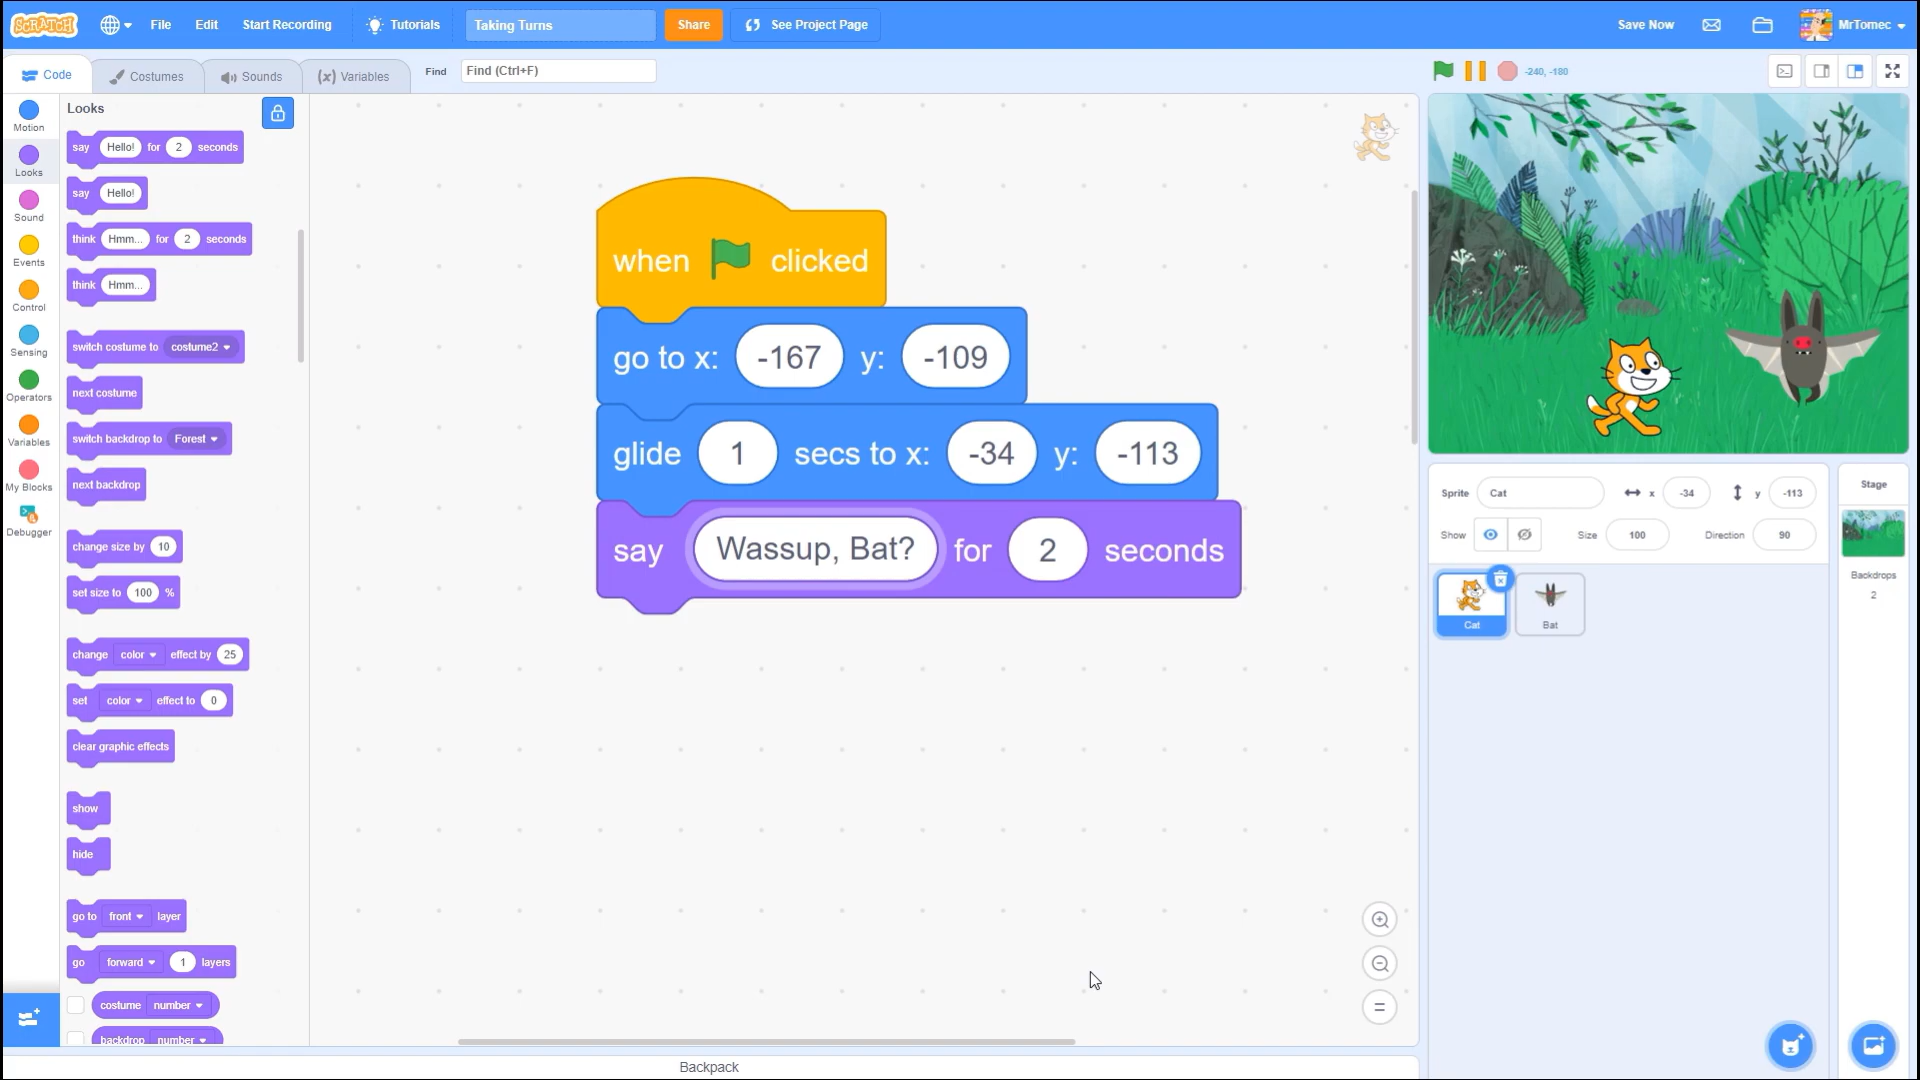 SCRATCH File Edit Start Recording Tutorials Taking Turns Share See Project Page Save Now MrTomec
Code Costumes Sounds (x) Variables Find Find (Ctrl+F) -240, -180
Motion
Looks
Sound
Events
Control
Sensing
Operators
Variables
My Blocks
Debugger
Looks
say Hello! for 2 seconds
say Hello!
think Hmm... for 2 seconds
think Hmm...
switch costume to costume2
next costume
switch backdrop to Forest
next backdrop
change size by 10
set size to 100 %
change color effect by 25
set color effect to 0
clear graphic effects
show
hide
go to front layer
go forward 1 layers
costume number
backdrop number
when clicked
go to x: -167 y: -109
glide 1 secs to x: -34 y: -113
say Wassup, Bat? for 2 seconds
=
Backpack
Sprite Cat x -34 y -113
Show Size 100 Direction 90
Cat Bat
Stage
Backdrops
2